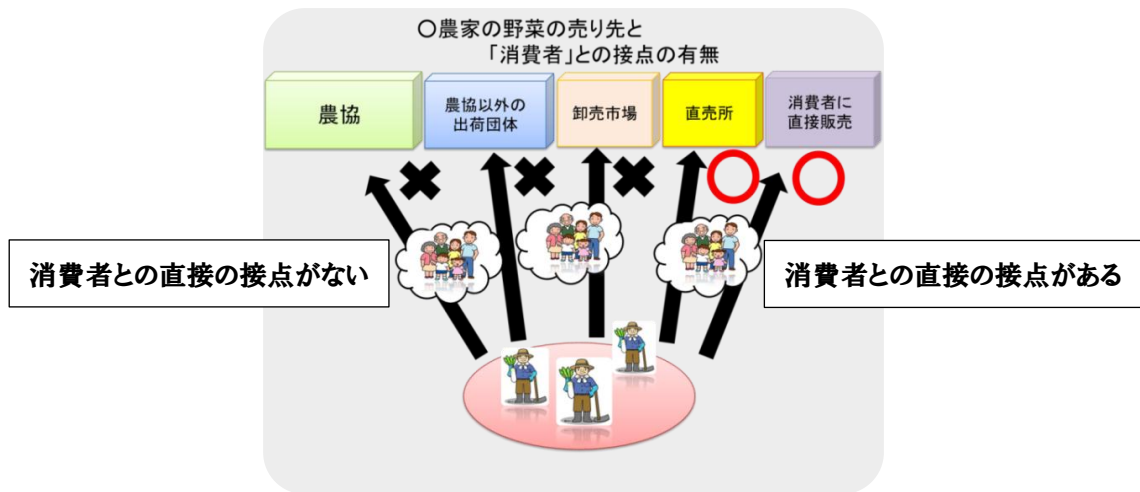 〇農家の野菜の売り先と
「消費者」との接点の有無
農協
農協以外の
出荷団体
卸売市場
直売所
消費者に
直接販売
消費者との直接の接点がない
消費者との直接の接点がある